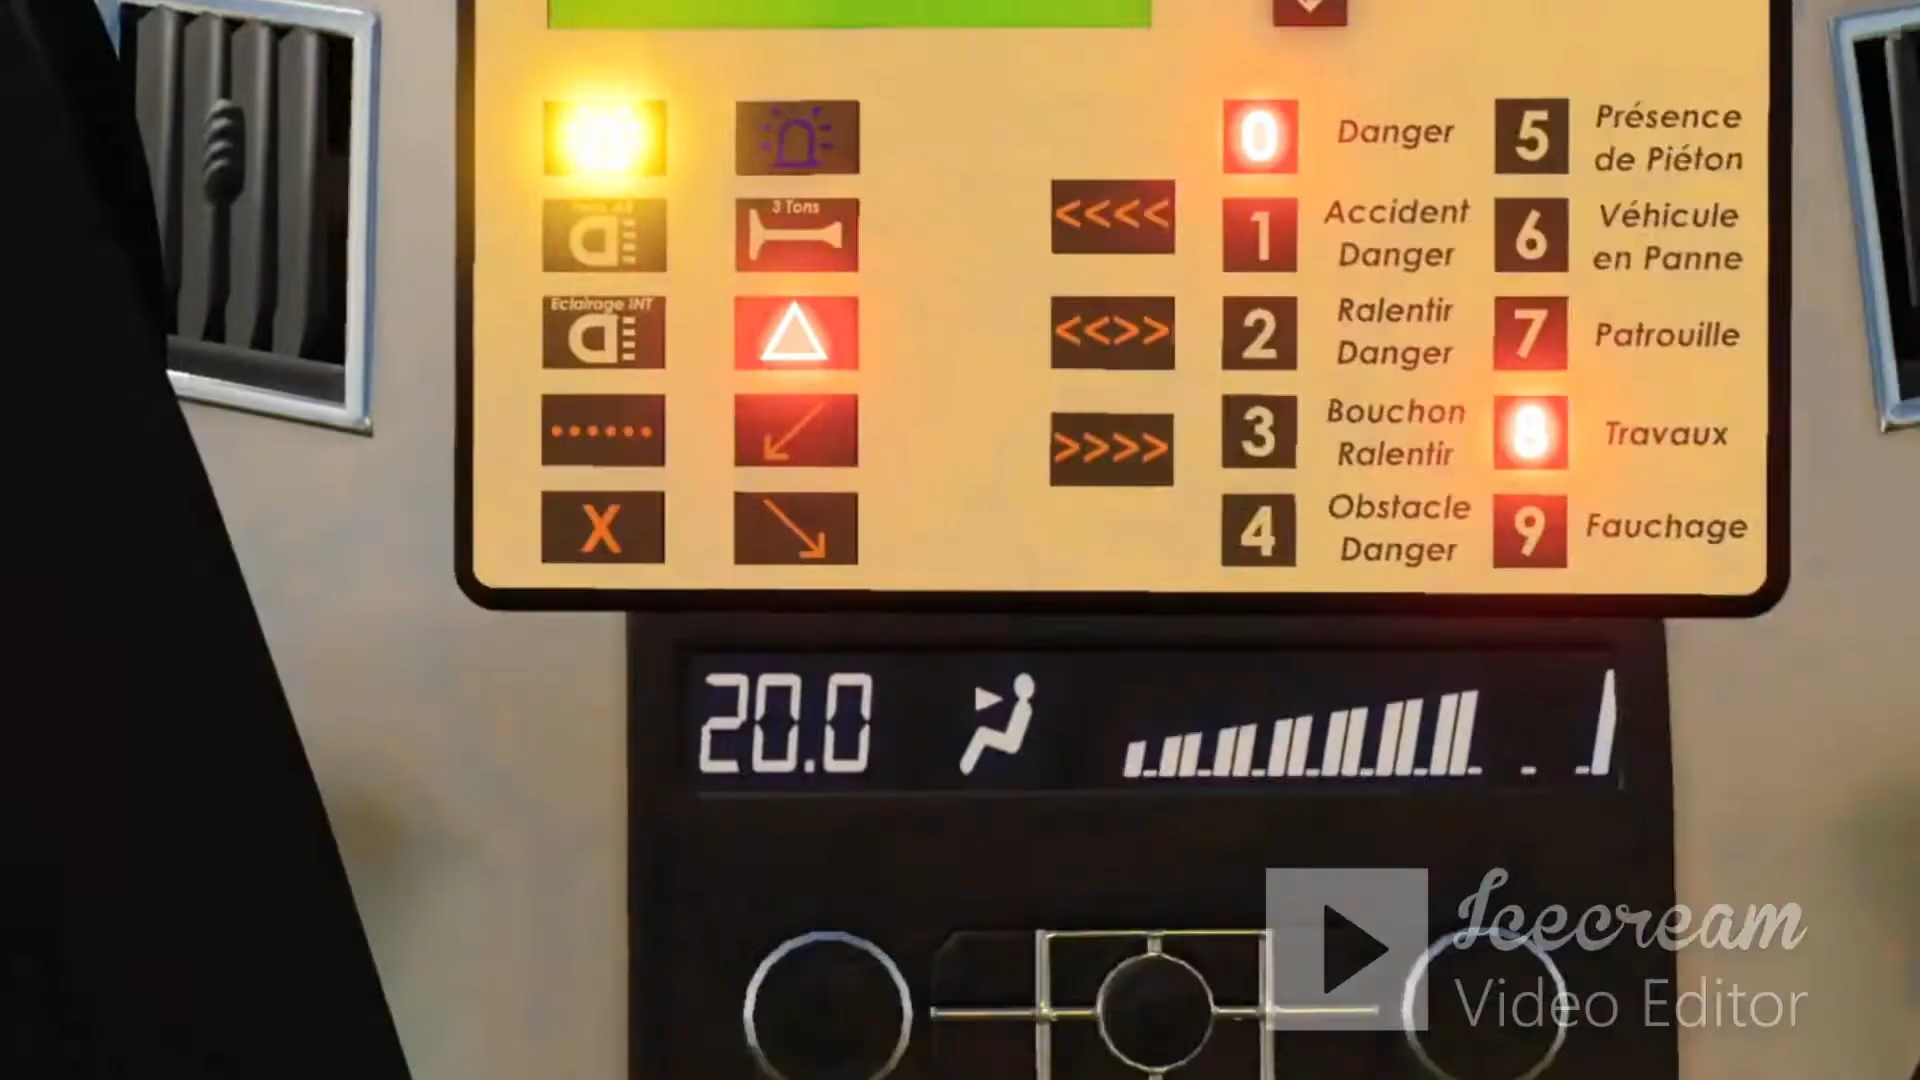 3 Tons
Eclairage INT
X
<<<<
<<>>
>>>>
0 Danger
1 Accident
Danger
2 Ralentir
Danger
3 Bouchon
Ralentir
4 Obstacle
Danger
5 Présence
de Piéton
6 Véhicule
en Panne
7 Patrouille
8 Travaux
9 Fauchage
20.0
Icecream
Video Editor